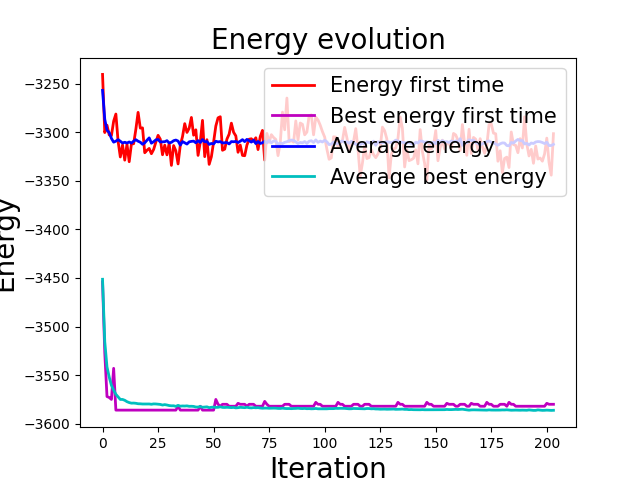 Energy evolution
Energy
−3250
−3300
−3350
−3400
−3450
−3500
−3550
−3600
Energy first time
Best energy first time
Average energy
Average best energy
0 25 50 75 100 125 150 175 200
Iteration